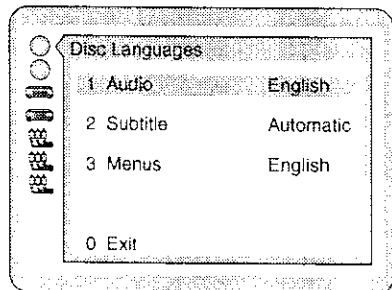 Disc Languages
1 Audio English
2 Subtitle Automatic
3 Menus English
0 Exit